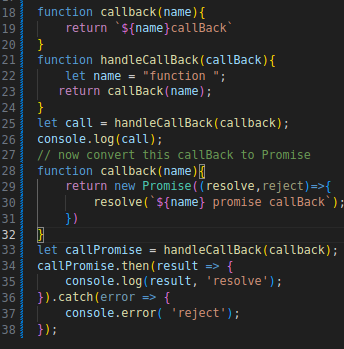 18 function callback(name){
19     return `${name}callBack`
20 }
21 function handleCallBack(callBack){
22     let name = "function ";
23    return callBack(name);
24 }
25 let call = handleCallBack(callback);
26 console.log(call);
27 // now convert this callBack to Promise
28 function callback(name){
29     return new Promise((resolve,reject)=>{
30         resolve(`${name} promise callBack`);
31     })
32 }
33 let callPromise = handleCallBack(callback);
34 callPromise.then(result => {
35     console.log(result, 'resolve');
36 }).catch(error => {
37     console.error( 'reject');
38 });